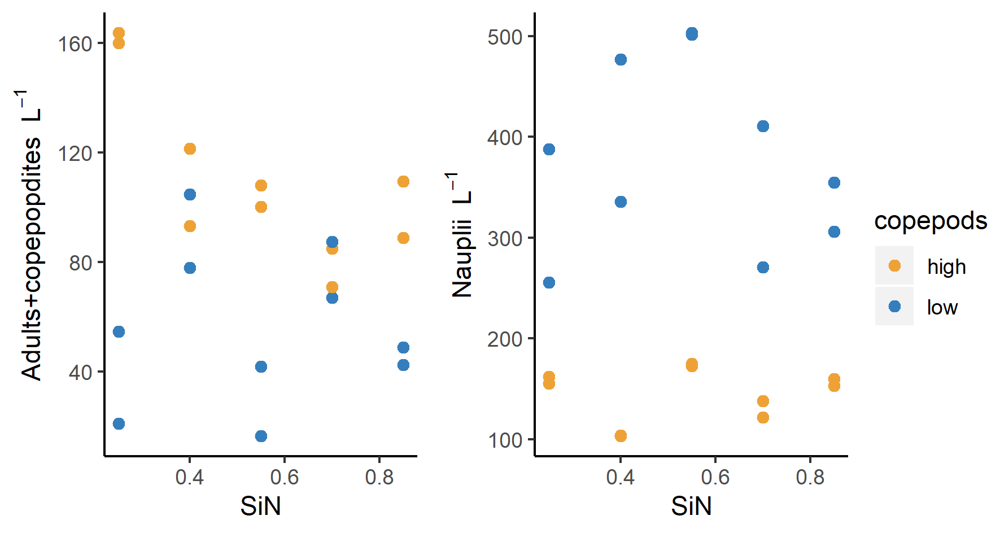 Adults+copepopdites L⁻¹
160
120
80
40
0.4 0.6 0.8
SiN
Nauplii L⁻¹
500
400
300
200
100
0.4 0.6 0.8
SiN
copepods
high
low